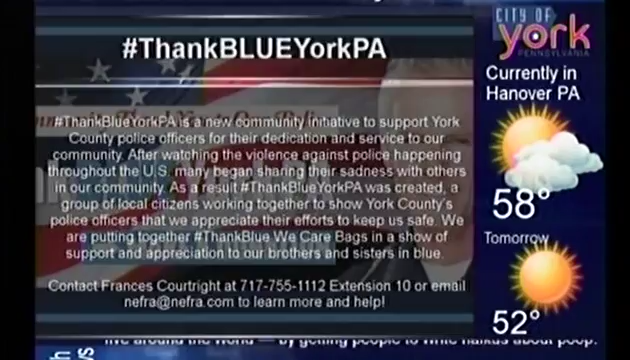 CITY OF
york
PENNSYLVANIA
#ThankBLUEYorkPA
Currently in
Hanover PA
#ThankBlueYorkPA is a new community initiative to support York
County police officers for their dedication and service to our
community. After watching the violence against police happening
throughout the U.S. many began sharing their sadness with others
in our community. As a result #ThankBlueYorkPA was created, a
group of local citizens working together to show York County's
police officers that we appreciate their efforts to keep us safe. We
are putting together #ThankBlue We Care Bags in a show of
support and appreciation to our brothers and sisters in blue.
58°
Tomorrow
Contact Frances Courtright at 717-755-1112 Extension 10 or email
nefra@nefra.com to learn more and help!
52°
live around the world — by getting people to write haikus about poop.